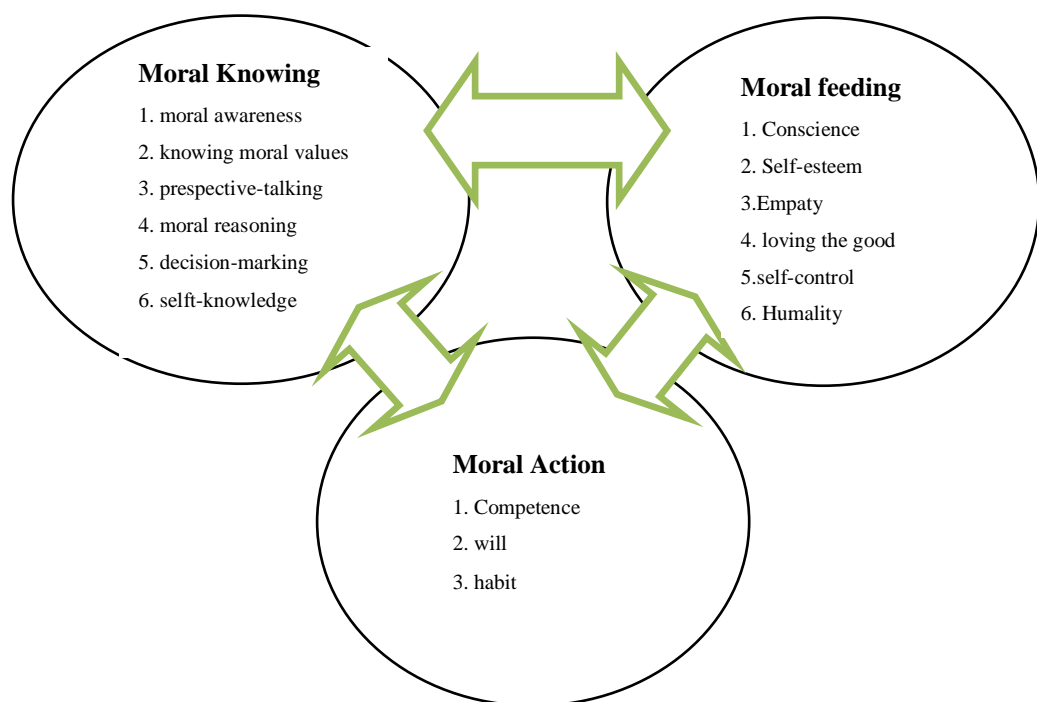 Moral Knowing
1. moral awareness
2. knowing moral values
3. prespective-talking
4. moral reasoning
5. decision-marking
6. selft-knowledge
Moral feeding
1. Conscience
2. Self-esteem
3.Empaty
4. loving the good
5.self-control
6. Humality
Moral Action
1. Competence
2. will
3. habit